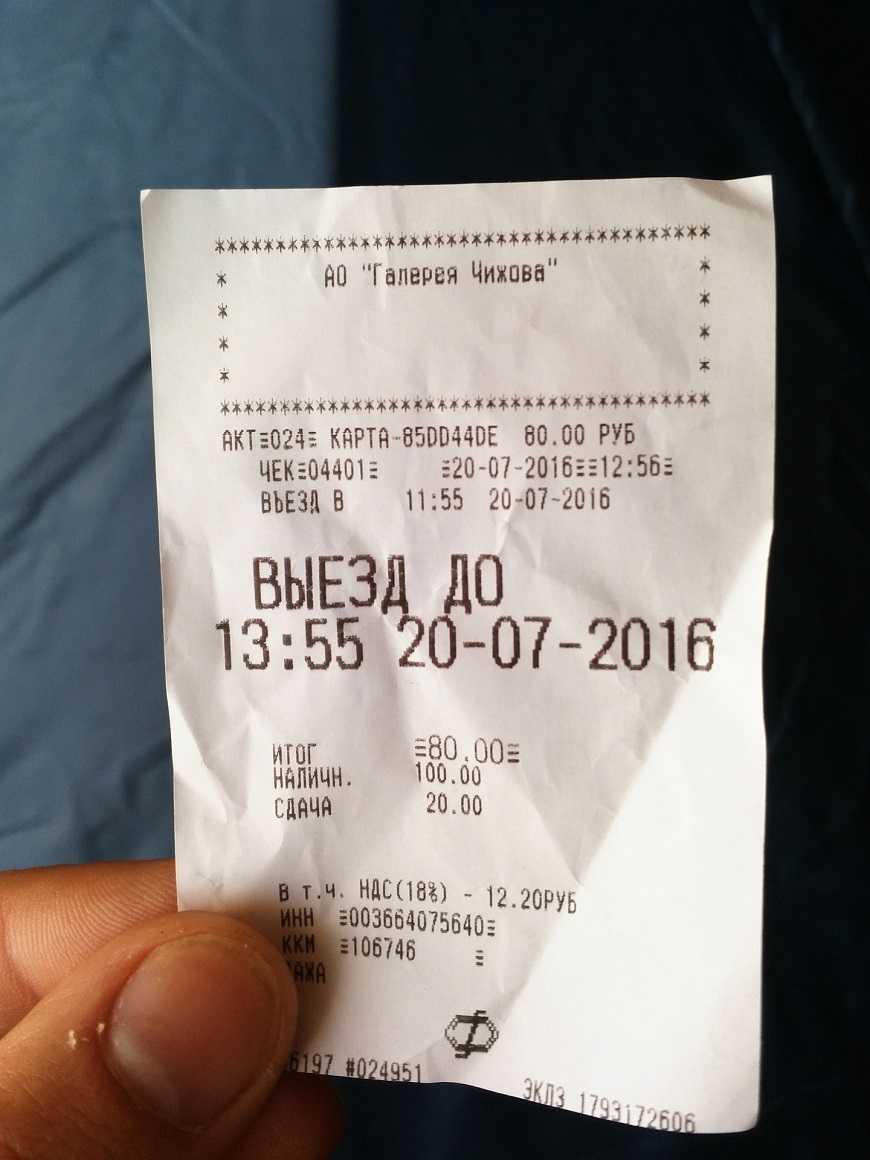 ****************************************
* АО "Галерея Чижова" *
* *
* *
* *
****************************************
АКТ≡024≡ КАРТА-85DD44DE 80.00 РУБ
ЧЕК≡04401≡ ≡20-07-2016≡≡12:56≡
ВЪЕЗД В 11:55 20-07-2016
ВЫЕЗД ДО
13:55 20-07-2016
ИТОГ ≡80.00≡
НАЛИЧН. 100.00
СДАЧА 20.00
В т.ч. НДС(18%) - 12.20РУБ
ИНН ≡003664075640≡
ККМ ≡106746 ≡
#024951
ЭКЛЗ 1793172606